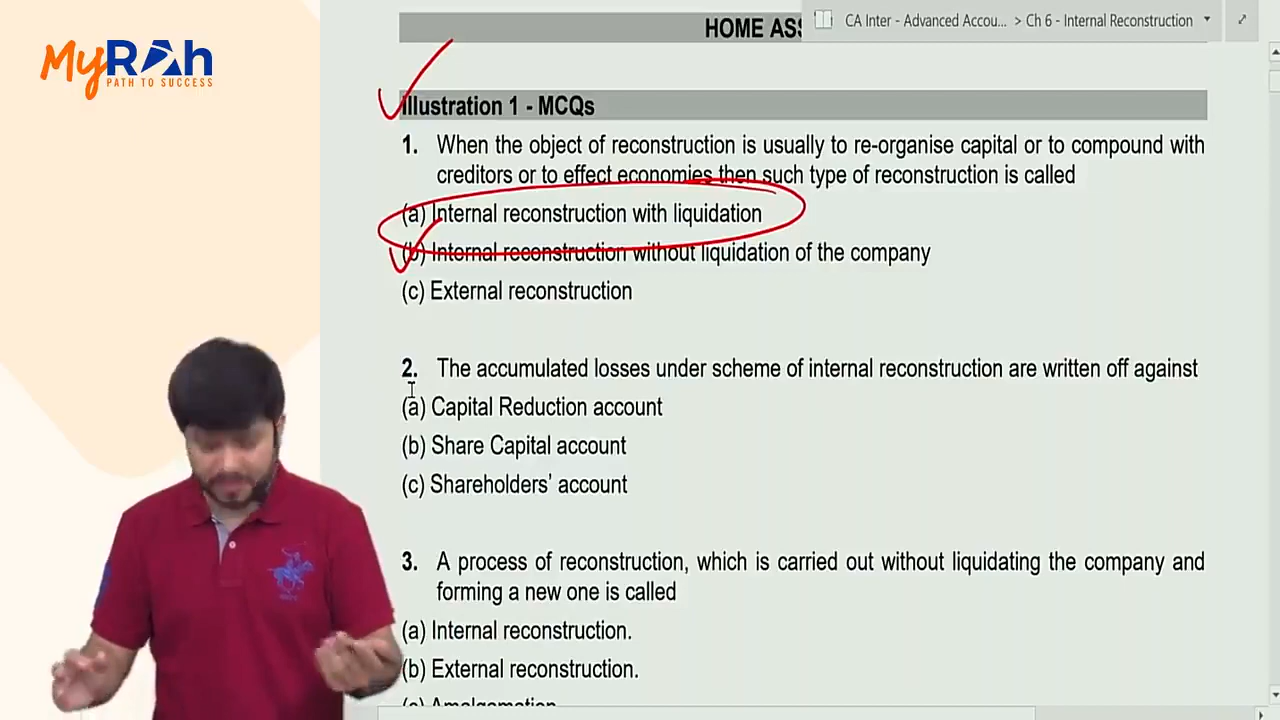 MyRAh
PATH TO SUCCESS
CA Inter - Advanced Accou... > Ch 6 - Internal Reconstruction
HOME ASS
Illustration 1 - MCQs
1. When the object of reconstruction is usually to re-organise capital or to compound with
creditors or to effect economies then such type of reconstruction is called
(a) Internal reconstruction with liquidation
(b) Internal reconstruction without liquidation of the company
(c) External reconstruction
2. The accumulated losses under scheme of internal reconstruction are written off against
(a) Capital Reduction account
(b) Share Capital account
(c) Shareholders' account
3. A process of reconstruction, which is carried out without liquidating the company and
forming a new one is called
(a) Internal reconstruction.
(b) External reconstruction.
(c) Amalgamation